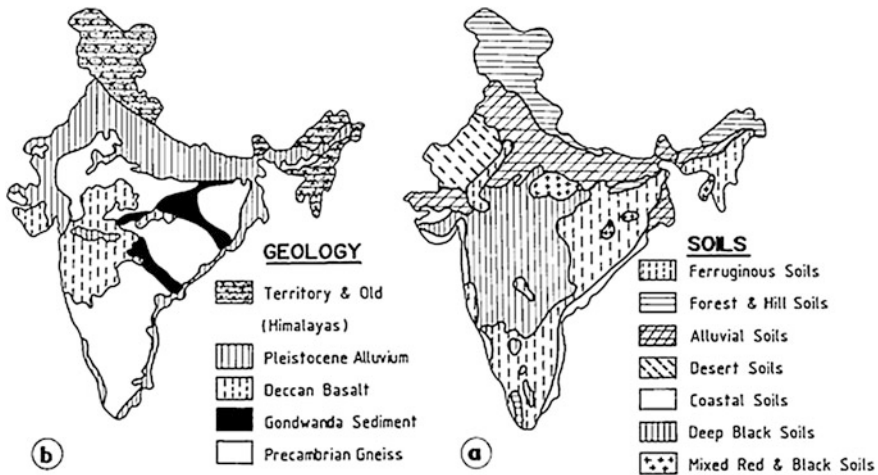 GEOLOGY
Territory & Old
(Himalayas)
Pleistocene Alluvium
Deccan Basalt
Gondwanda Sediment
Precambrian Gneiss
b
SOILS
Ferruginous Soils
Forest & Hill Soils
Alluvial Soils
Desert Soils
Coastal Soils
Deep Black Soils
Mixed Red & Black Soils
a